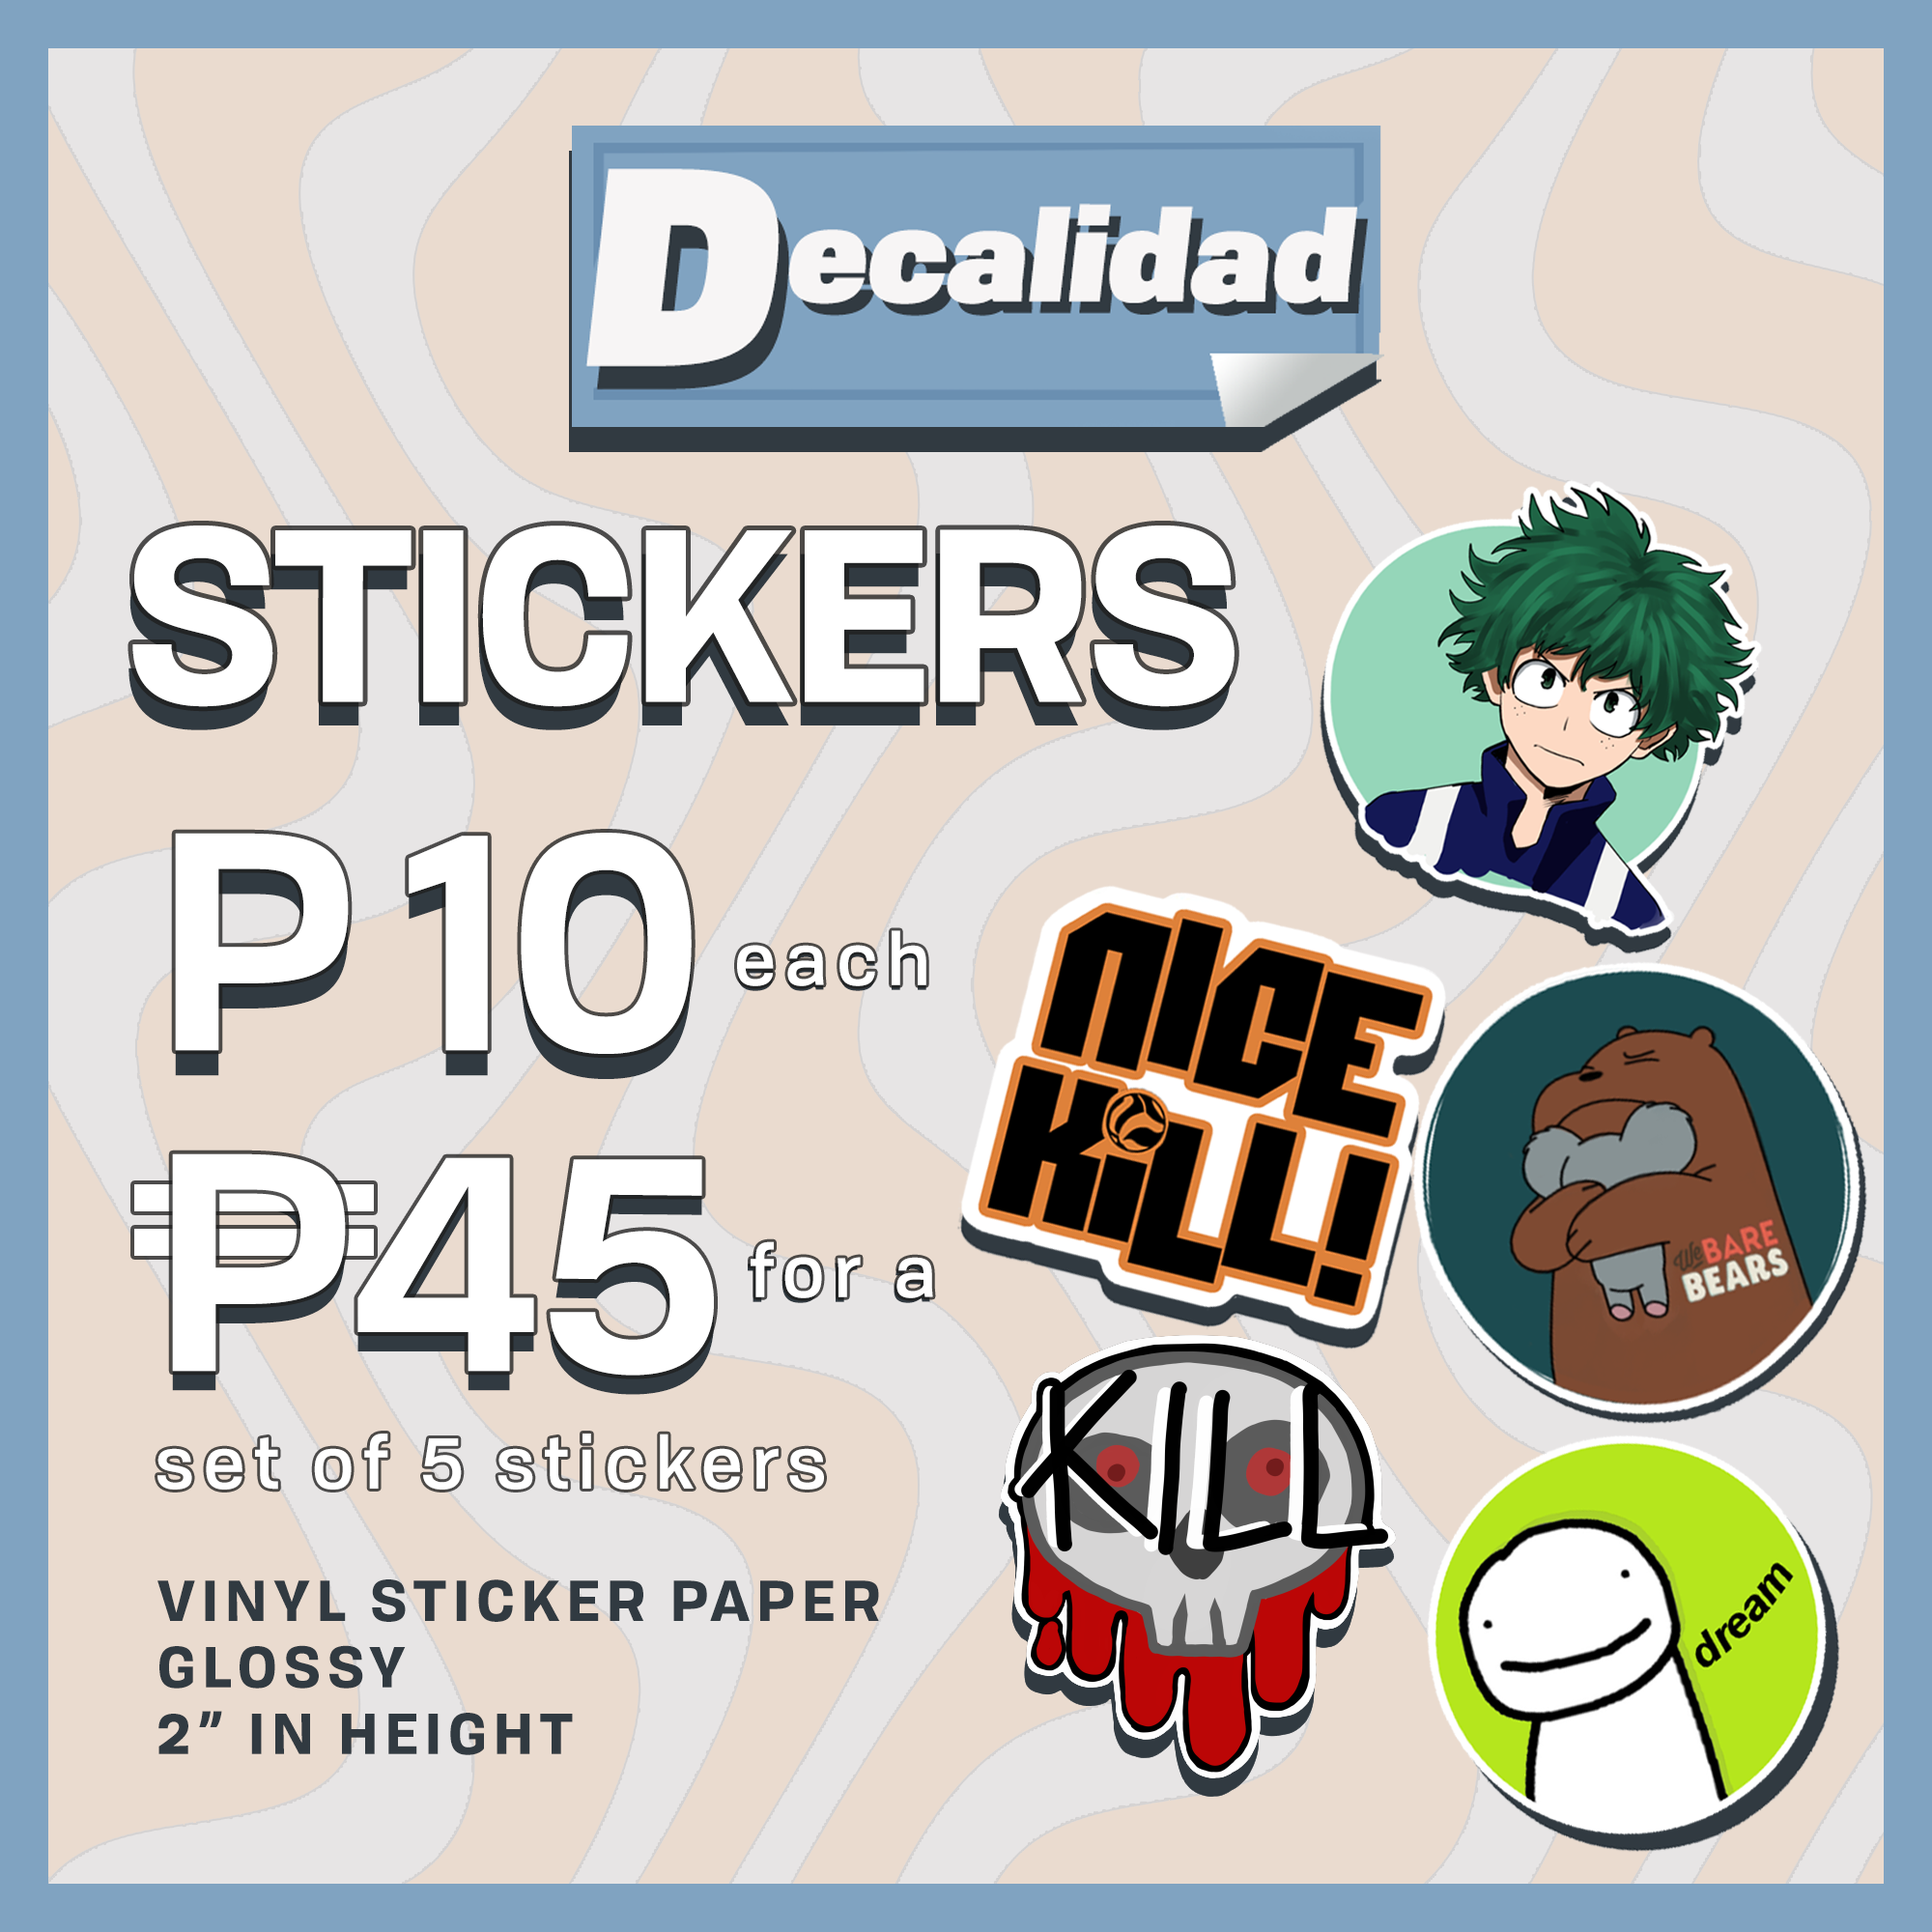 Decalidad
STICKERS
P10 each
₱45 for a
set of 5 stickers
VINYL STICKER PAPER
GLOSSY
2” IN HEIGHT
NICE
KiLL!
We BARE
BEARS
KILL
dream